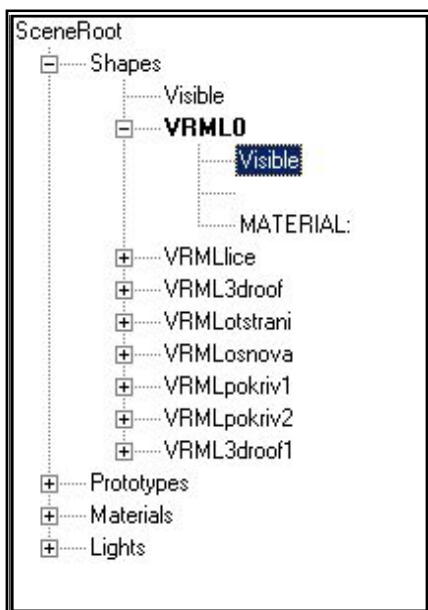 SceneRoot
Shapes
Visible
VRML0
Visible
MATERIAL:
VRMLlice
VRML3droof
VRMLotstrani
VRMLosnova
VRMLpokriv1
VRMLpokriv2
VRML3droof1
Prototypes
Materials
Lights